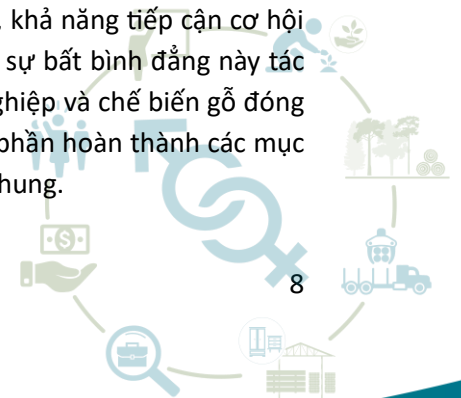 , khả năng tiếp cận cơ hội
sự bất bình đẳng này tác
ghiệp và chế biến gỗ đóng
phần hoàn thành các mục
hung.
8